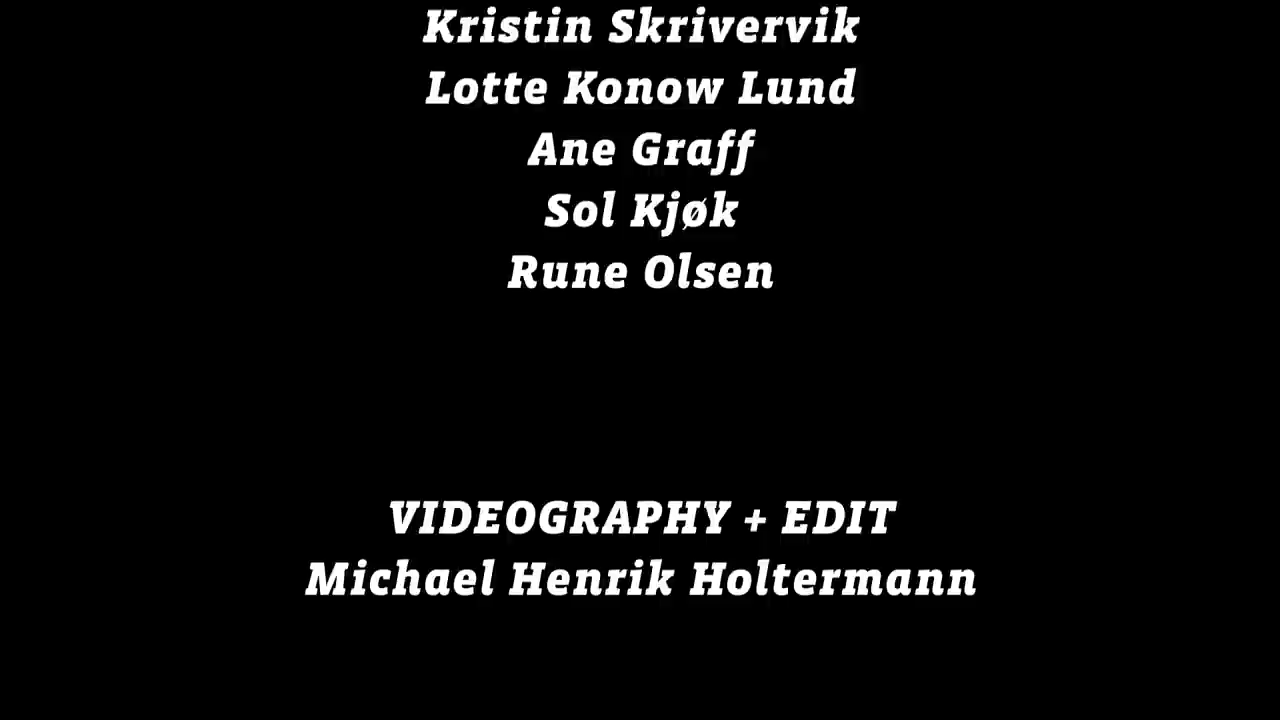 Kristin Skrivervik
Lotte Konow Lund
Ane Graff
Sol Kjøk
Rune Olsen
VIDEOGRAPHY + EDIT
Michael Henrik Holtermann